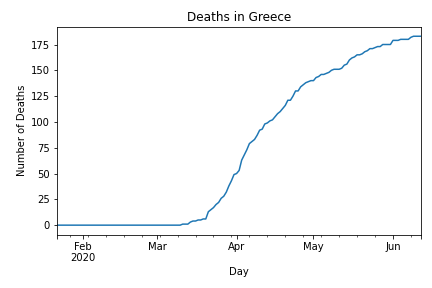 Deaths in Greece
Number of Deaths
175
150
125
100
75
50
25
0
Feb
2020
Mar
Apr
May
Jun
Day